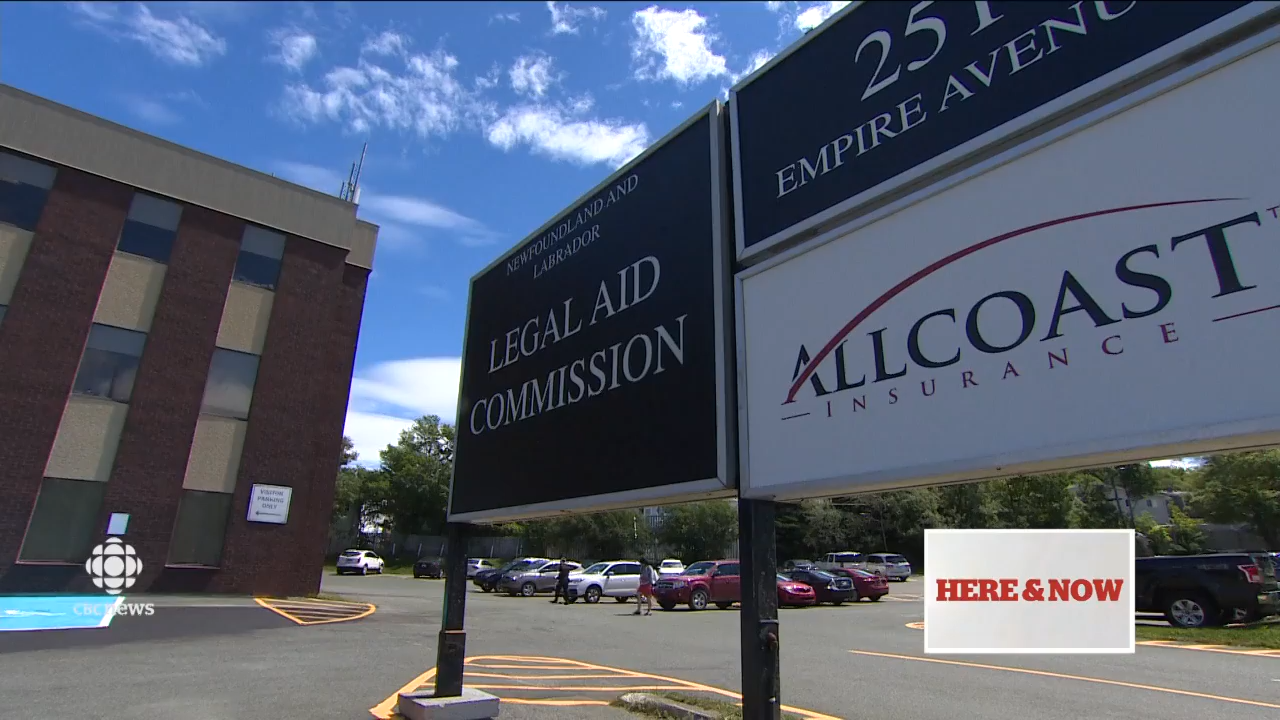 251
EMPIRE AVENUE
NEWFOUNDLAND AND
LABRADOR
LEGAL AID
COMMISSION
ALLCOAST
INSURANCE
VISITOR
PARKING
ONLY
CBC news
HERE & NOW